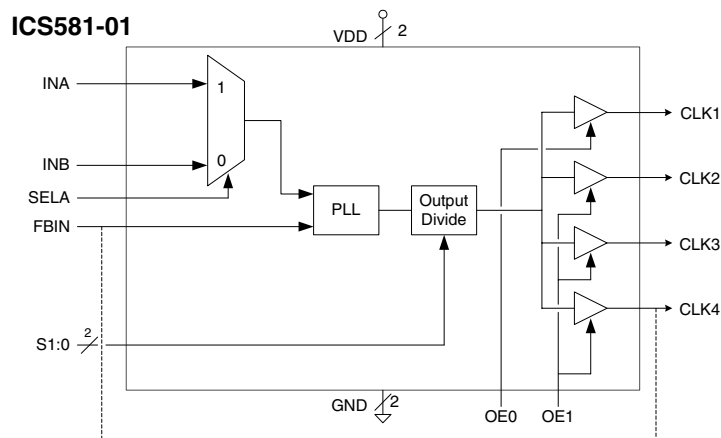 ICS581-01
VDD
2
INA
1
CLK1
INB
0
SELA
CLK2
PLL
Output
Divide
FBIN
CLK3
CLK4
S1:0
2
GND
2
OE0
OE1